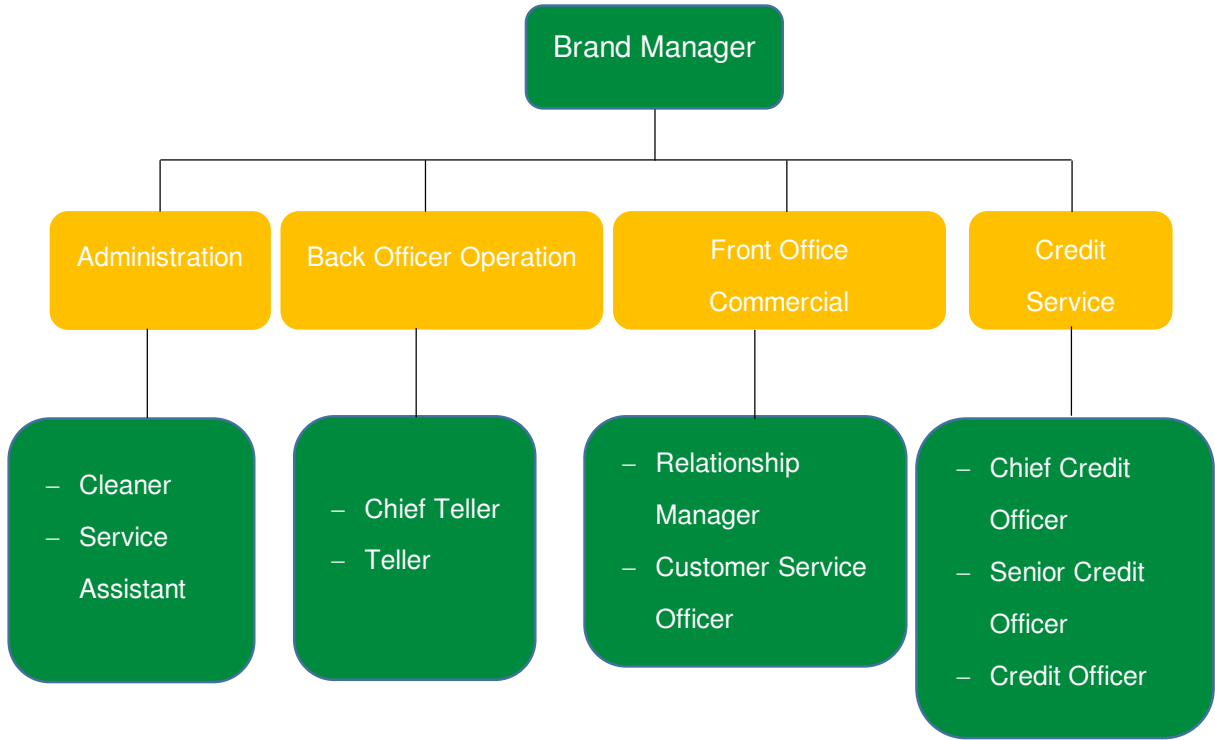 Brand Manager
Administration
Back Officer Operation
Front Office
Commercial
Credit
Service
– Cleaner
– Service
Assistant
– Chief Teller
– Teller
– Relationship
Manager
– Customer Service
Officer
– Chief Credit
Officer
– Senior Credit
Officer
– Credit Officer